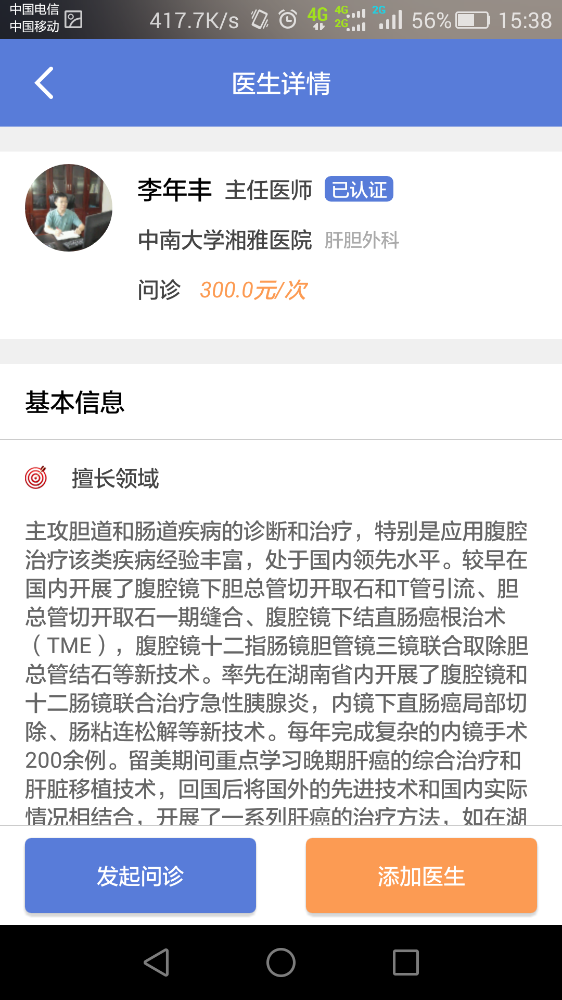 中国电信
中国移动
417.7K/s 4G 4G 2G 2G 56% 15:38
医生详情
李年丰 主任医师 已认证
中南大学湘雅医院 肝胆外科
问诊 300.0元/次
基本信息
擅长领域
主攻胆道和肠道疾病的诊断和治疗，特别是应用腹腔
治疗该类疾病经验丰富，处于国内领先水平。较早在
国内开展了腹腔镜下胆总管切开取石和T管引流、胆
总管切开取石一期缝合、腹腔镜下结直肠癌根治术
（TME），腹腔镜十二指肠镜胆管镜三镜联合取除胆
总管结石等新技术。率先在湖南省内开展了腹腔镜和
十二肠镜联合治疗急性胰腺炎，内镜下直肠癌局部切
除、肠粘连松解等新技术。每年完成复杂的内镜手术
200余例。留美期间重点学习晚期肝癌的综合治疗和
肝脏移植技术，回国后将国外的先进技术和国内实际
情况相结合，开展了一系列肝癌的治疗方法，如在湖
发起问诊 添加医生